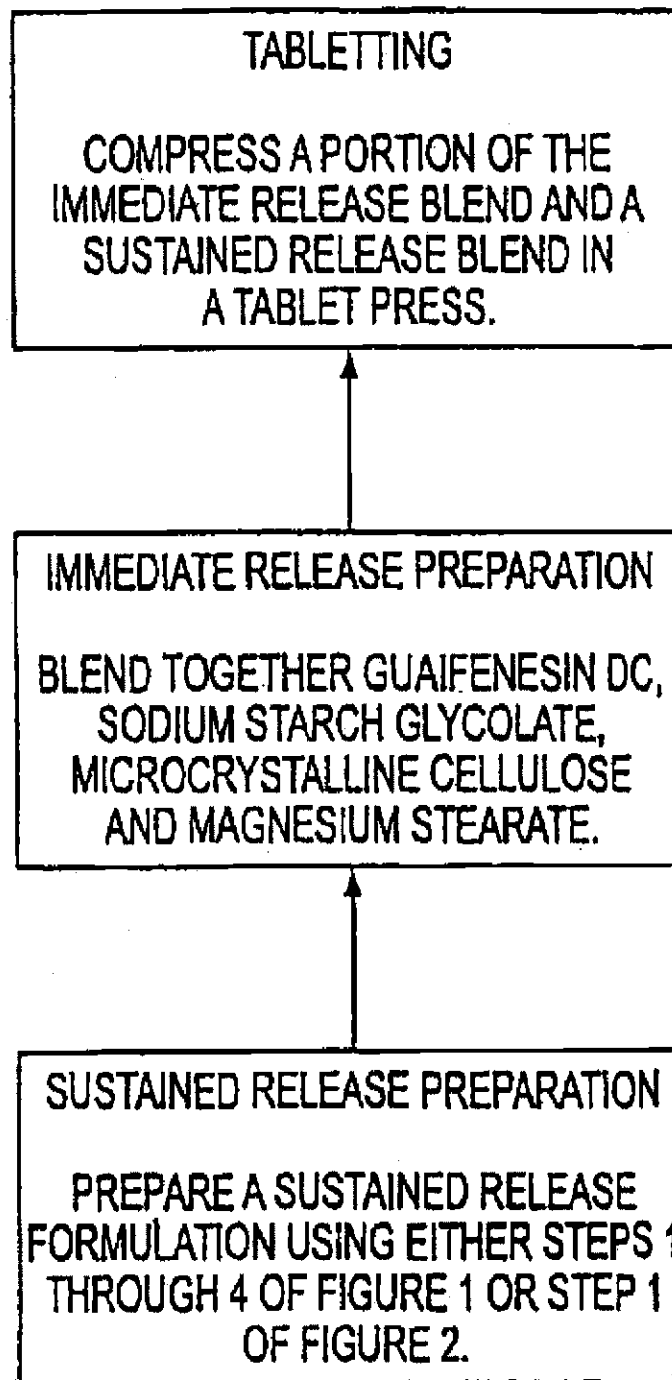 TABLETTING
COMPRESS A PORTION OF THE
IMMEDIATE RELEASE BLEND AND A
SUSTAINED RELEASE BLEND IN
A TABLET PRESS.
IMMEDIATE RELEASE PREPARATION
BLEND TOGETHER GUAIFENESIN DC,
SODIUM STARCH GLYCOLATE,
MICROCRYSTALLINE CELLULOSE
AND MAGNESIUM STEARATE.
SUSTAINED RELEASE PREPARATION
PREPARE A SUSTAINED RELEASE
FORMULATION USING EITHER STEPS 1
THROUGH 4 OF FIGURE 1 OR STEP 1
OF FIGURE 2.